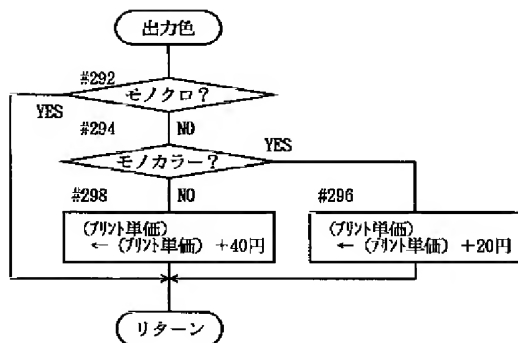 出力色
#292
モノクロ?
YES
#294
NO
モノカラー?
YES
#298
NO
#296
(プリント単価)
← (プリント単価) +40円
(プリント単価)
← (プリント単価) +20円
リターン